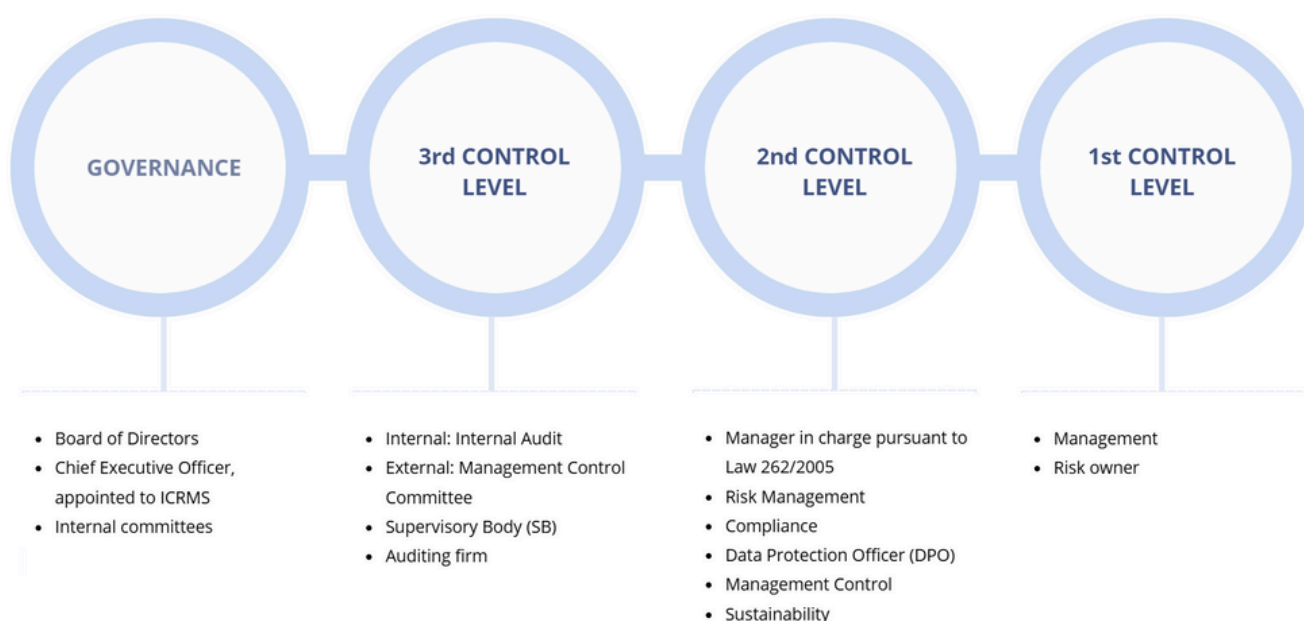 GOVERNANCE
3rd CONTROL
LEVEL
2nd CONTROL
LEVEL
1st CONTROL
LEVEL
• Board of Directors
• Chief Executive Officer,
appointed to ICRMS
• Internal committees
• Internal: Internal Audit
• External: Management Control
Committee
• Supervisory Body (SB)
• Auditing firm
• Manager in charge pursuant to
Law 262/2005
• Risk Management
• Compliance
• Data Protection Officer (DPO)
• Management Control
• Sustainability
• Management
• Risk owner